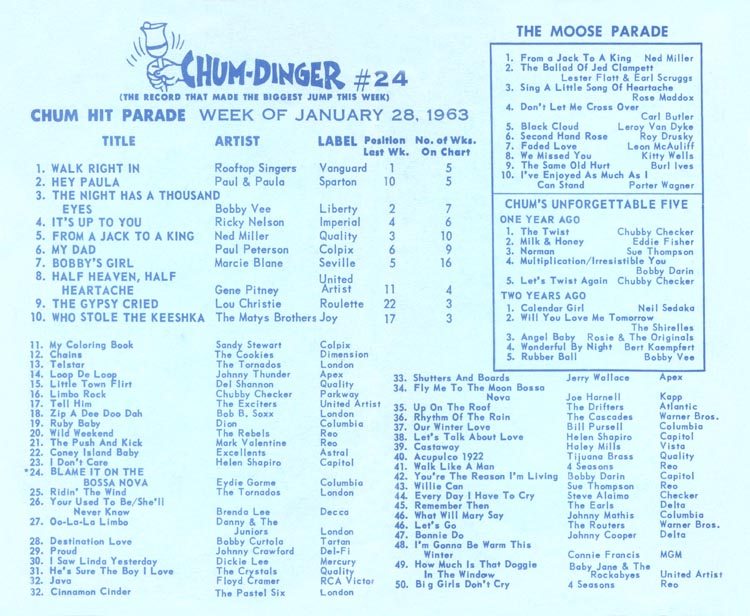 CHUM-DINGER #24
(THE RECORD THAT MADE THE BIGGEST JUMP THIS WEEK)
CHUM HIT PARADE WEEK OF JANUARY 28, 1963
TITLE ARTIST LABEL Position Last Wk. No. of Wks. On Chart
1. WALK RIGHT IN Rooftop Singers Vanguard 1 5
2. HEY PAULA Paul & Paula Sparton 10 5
3. THE NIGHT HAS A THOUSAND
EYES Bobby Vee Liberty 2 7
4. IT'S UP TO YOU Ricky Nelson Imperial 4 6
5. FROM A JACK TO A KING Ned Miller Quality 3 10
6. MY DAD Paul Peterson Colpix 6 9
7. BOBBY'S GIRL Marcie Blane Seville 5 16
8. HALF HEAVEN, HALF United
HEARTACHE Gene Pitney Artist 11 4
9. THE GYPSY CRIED Lou Christie Roulette 22 3
10. WHO STOLE THE KEESHKA The Matys Brothers Joy 17 3
11. My Coloring Book Sandy Stewart Colpix
12. Chains The Cookies Dimension
13. Telstar The Tornados London
14. Loop De Loop Johnny Thunder Apex
15. Little Town Flirt Del Shannon Quality
16. Limbo Rock Chubby Checker Parkway
17. Tell Him The Exciters United Artist
18. Zip A Dee Doo Dah Bob B. Soxx London
19. Ruby Baby Dion Columbia
20. Wild Weekend The Rebels Reo
21. The Push And Kick Mark Valentine Reo
22. Coney Island Baby Excellents Astral
23. I Don't Care Helen Shapiro Capitol
*24. BLAME IT ON THE
BOSSA NOVA Eydie Gorme Columbia
25. Ridin' The Wind The Tornados London
26. Your Used To Be/She'll
Never Know Brenda Lee Decca
27. Oo-La-La Limbo Danny & The
Juniors London
28. Destination Love Bobby Curtola Tartan
29. Proud Johnny Crawford Del-Fi
30. I Saw Linda Yesterday Dickie Lee Mercury
31. He's Sure The Boy I Love The Crystals Quality
32. Java Floyd Cramer RCA Victor
32. Cinnamon Cinder The Pastel Six London
33. Shutters And Boards Jerry Wallace Apex
34. Fly Me To The Moon Bossa
Nova Joe Harnell Kapp
35. Up On The Roof The Drifters Atlantic
36. Rhythm Of The Rain The Cascades Warner Bros.
37. Our Winter Love Bill Pursell Columbia
38. Let's Talk About Love Helen Shapiro Capitol
39. Castaway Haley Mills Vista
40. Acupulco 1922 Tijuana Brass Quality
41. Walk Like A Man 4 Seasons Reo
42. You're The Reason I'm Living Bobby Darin Capitol
43. Willie Can Sue Thompson Reo
44. Every Day I Have To Cry Steve Alaimo Checker
45. Remember Then The Earls Delta
46. What Will Mary Say Johnny Mathis Columbia
46. Let's Go The Routers Warner Bros.
47. Bonnie Do Johnny Cooper Delta
48. I'm Gonna Be Warm This
Winter Connie Francis MGM
49. How Much Is That Doggie Baby Jane & The
In The Window Rockabyes United Artist
50. Big Girls Don't Cry 4 Seasons Reo
THE MOOSE PARADE
1. From a Jack To A King Ned Miller
2. The Ballad Of Jed Clampett
Lester Flatt & Earl Scruggs
3. Sing A Little Song Of Heartache
Rose Maddox
4. Don't Let Me Cross Over
Carl Butler
5. Black Cloud Leroy Van Dyke
6. Second Hand Rose Roy Drusky
7. Faded Love Leon McAuliff
8. We Missed You Kitty Wells
9. The Same Old Hurt Burl Ives
10. I've Enjoyed As Much As I
Can Stand Porter Wagner
CHUM'S UNFORGETTABLE FIVE
ONE YEAR AGO
1. The Twist Chubby Checker
2. Milk & Honey Eddie Fisher
3. Norman Sue Thompson
4. Multiplication/Irresistible You
Bobby Darin
5. Let's Twist Again Chubby Checker
TWO YEARS AGO
1. Calendar Girl Neil Sedaka
2. Will You Love Me Tomorrow
The Shirelles
3. Angel Baby Rosie & The Originals
4. Wonderful By Night Bert Kaempfert
5. Rubber Ball Bobby Vee